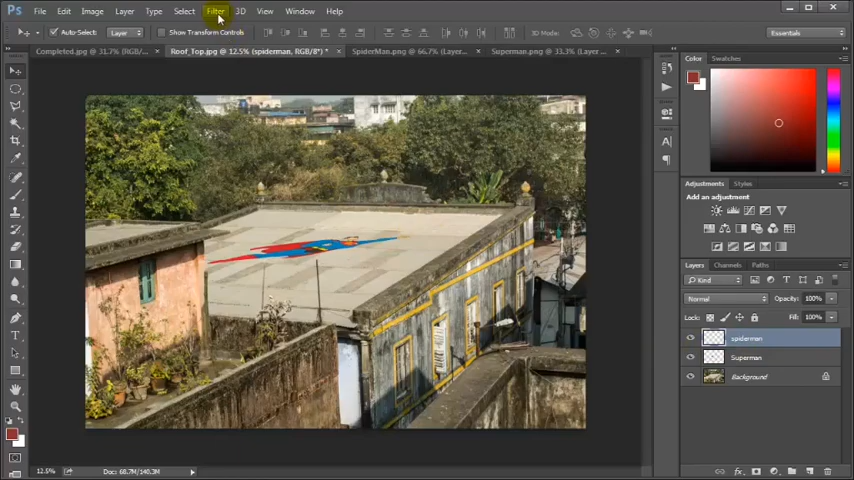 Ps File Edit Image Layer Type Select Filter 3D View Window Help
Auto-Select: Layer Show Transform Controls 3D Mode: Essentials
Completed.jpg @ 31.7% (RGB/... × Roof_Top.jpg @ 12.5% (spiderman, RGB/8*) * × SpiderMan.png @ 66.7% (Layer... × Superman.png @ 33.3% (Layer ... ×
Color Swatches
Adjustments Styles
Add an adjustment
Layers Channels Paths
Kind
Normal Opacity: 100%
Lock: Fill: 100%
spiderman
Superman
Background
12.5% Doc: 68.7M/140.3M